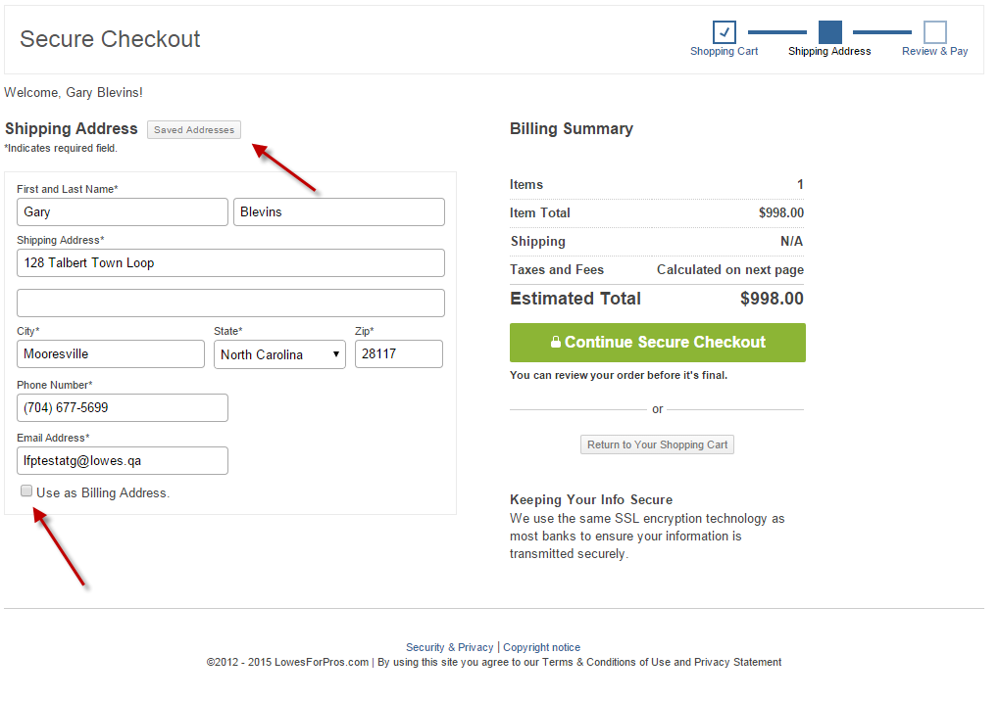 Secure Checkout
Shopping Cart
Shipping Address
Review & Pay
Welcome, Gary Blevins!
Shipping Address
Saved Addresses
*Indicates required field.
First and Last Name*
Gary
Blevins
Shipping Address*
128 Talbert Town Loop
City*
State*
Zip*
Mooresville
North Carolina
28117
Phone Number*
(704) 677-5699
Email Address*
lfptestatg@lowes.qa
Use as Billing Address.
Billing Summary
Items 1
Item Total $998.00
Shipping N/A
Taxes and Fees Calculated on next page
Estimated Total $998.00
Continue Secure Checkout
You can review your order before it's final.
or
Return to Your Shopping Cart
Keeping Your Info Secure
We use the same SSL encryption technology as
most banks to ensure your information is
transmitted securely.
Security & Privacy | Copyright notice
©2012 - 2015 LowesForPros.com | By using this site you agree to our Terms & Conditions of Use and Privacy Statement